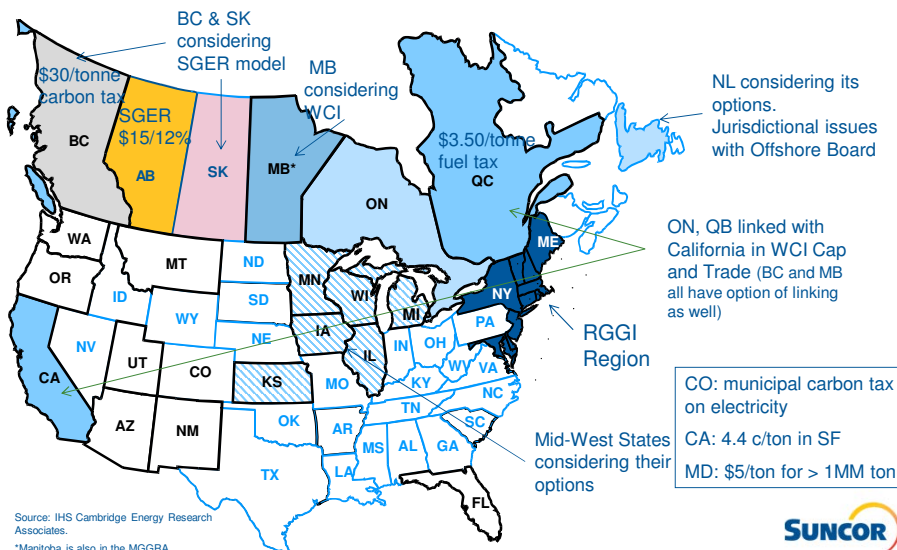 BC & SK
considering
SGER model
$30/tonne
carbon tax
MB
considering
WCI
NL considering its
options.
Jurisdictional issues
with Offshore Board
SGER
$15/12%
$3.50/tonne
fuel tax
BC
AB
SK
MB*
ON
QC
ON, QB linked with
California in WCI Cap
and Trade (BC and MB
all have option of linking
as well)
WA
OR
MT
ID
ND
SD
WY
NE
MN
WI
MI
IA
IL
IN
OH
PA
NY
ME
RGGI
Region
CA
NV
UT
CO
KS
MO
KY
WV
VA
NC
TN
SC
AZ
NM
OK
AR
MS
AL
GA
TX
LA
FL
Mid-West States
considering their
options
CO: municipal carbon tax
on electricity
CA: 4.4 c/ton in SF
MD: $5/ton for > 1MM ton
Source: IHS Cambridge Energy Research
Associates.
*Manitoba is also in the MGGRA
SUNCOR